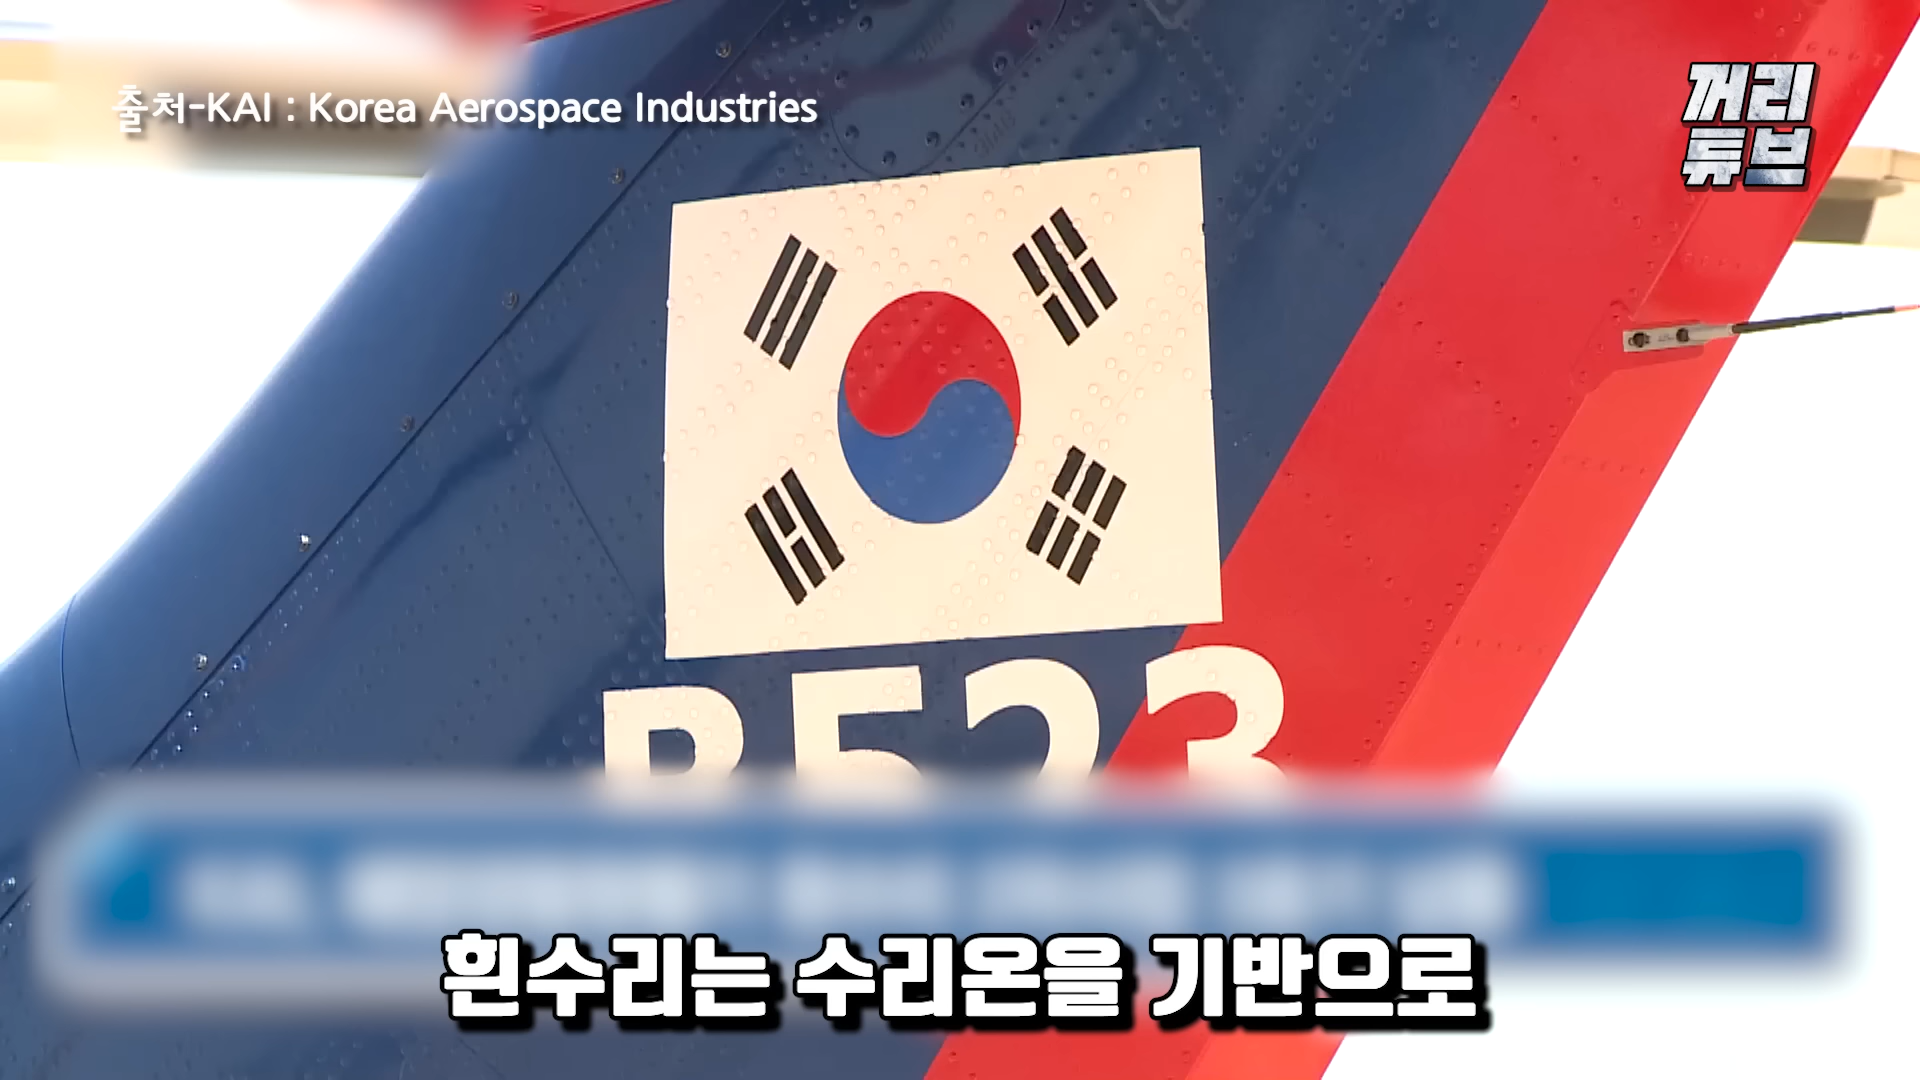 출처-KAI : Korea Aerospace Industries
꺼리
튜브
B523
흰수리는 수리온을 기반으로